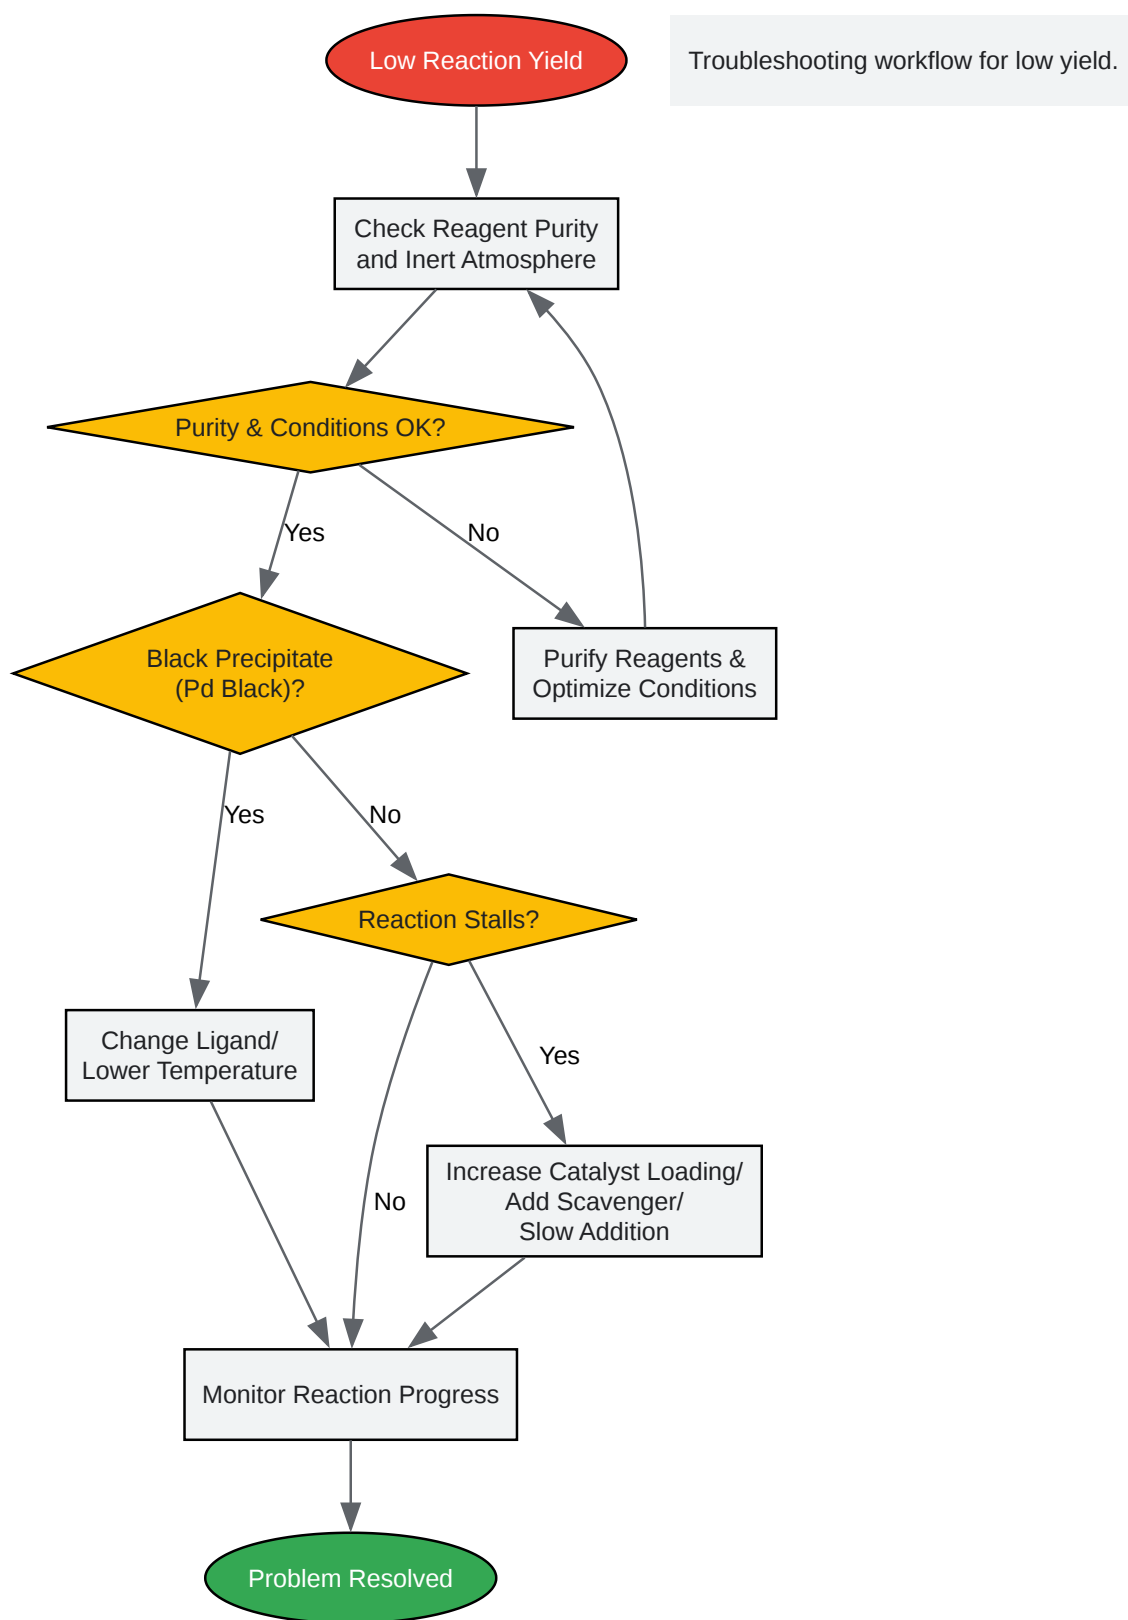 Low Reaction Yield
Troubleshooting workflow for low yield.
Check Reagent Purity
and Inert Atmosphere
Purity & Conditions OK?
Yes
No
Black Precipitate
(Pd Black)?
Purify Reagents &
Optimize Conditions
Yes
No
Reaction Stalls?
Change Ligand/
Lower Temperature
Yes
No
Increase Catalyst Loading/
Add Scavenger/
Slow Addition
Monitor Reaction Progress
Problem Resolved